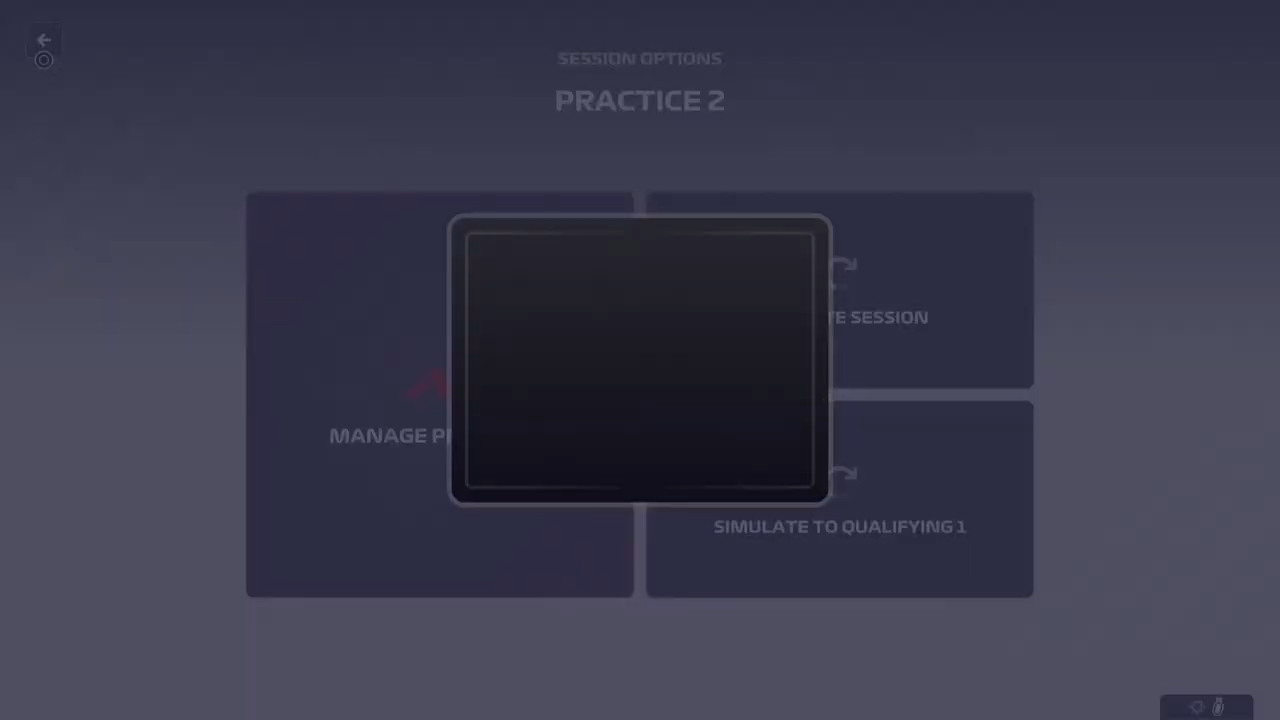 SESSION OPTIONS
PRACTICE 2
SESSION
MANAGE
SIMULATE TO QUALIFYING 1